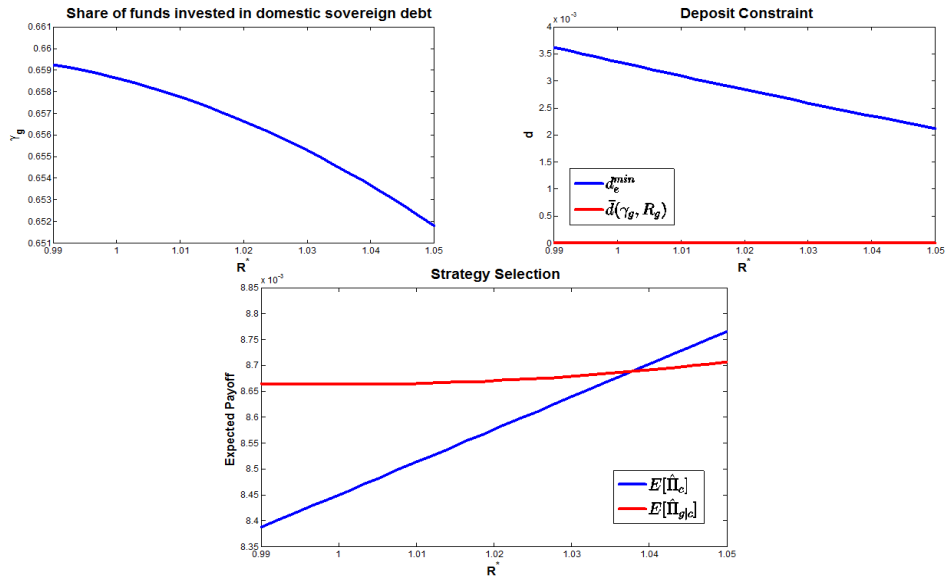 Share of funds invested in domestic sovereign debt
0.661
0.66
0.659
0.658
0.657
0.656
0.655
0.654
0.653
0.652
0.651
γg
0.99 1 1.01 1.02 1.03 1.04 1.05
R*
Deposit Constraint
x 10^-3
4
3.5
3
2.5
2
1.5
1
0.5
0
d
d_e^min
d̄(γg, Rg)
0.99 1 1.01 1.02 1.03 1.04 1.05
R*
Strategy Selection
x 10^-3
8.85
8.8
8.75
8.7
8.65
8.6
8.55
8.5
8.45
8.4
8.35
Expected Payoff
E[Π̂c]
E[Π̂g|c]
0.99 1 1.01 1.02 1.03 1.04 1.05
R*